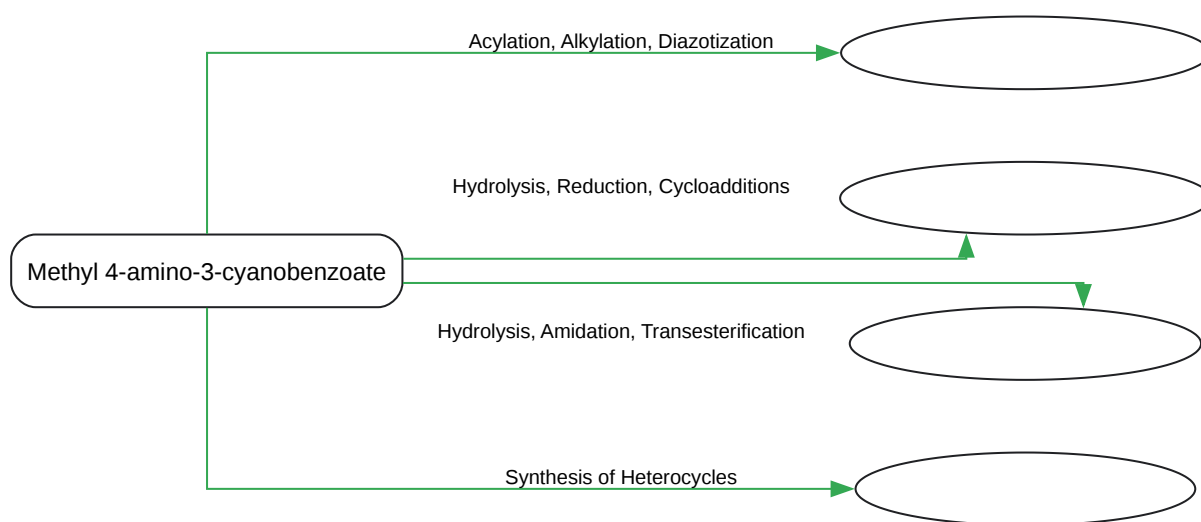 Acylation, Alkylation, Diazotization
Hydrolysis, Reduction, Cycloadditions
Methyl 4-amino-3-cyanobenzoate
Hydrolysis, Amidation, Transesterification
Synthesis of Heterocycles